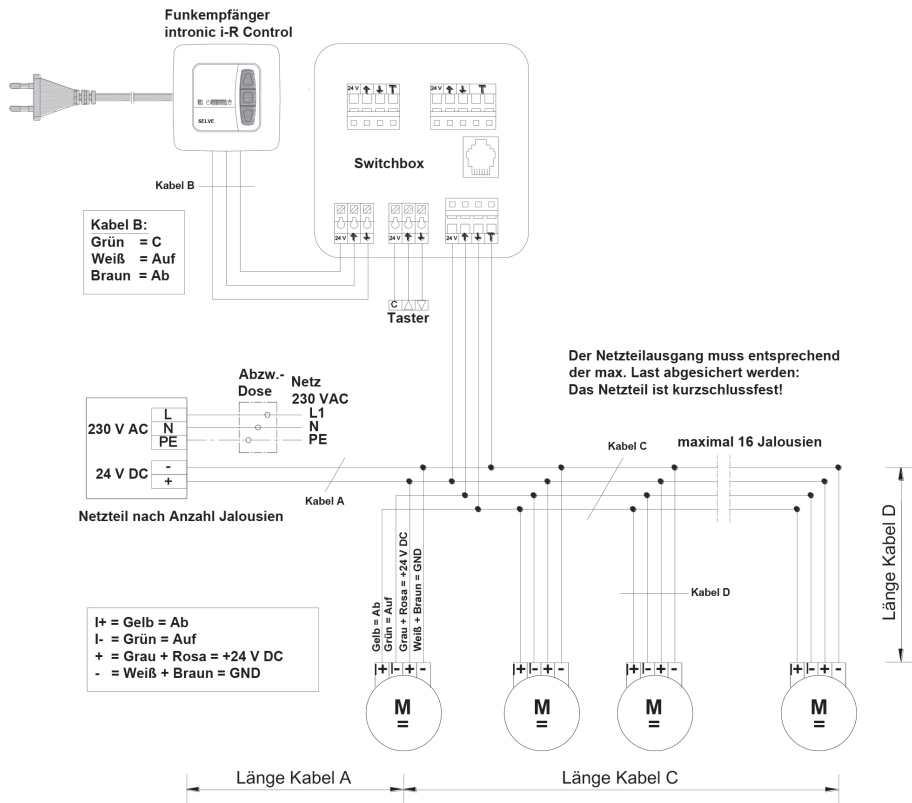 Funkempfänger
intronic i-R Control
SELVE
24 V
24 V
Switchbox
Kabel B
Kabel B:
Grün = C
Weiß = Auf
Braun = Ab
24 V
24 V
24 V
C
Taster
Der Netzteilausgang muss entsprechend
der max. Last abgesichert werden:
Das Netzteil ist kurzschlussfest!
Abzw.-
Dose
Netz
230 VAC
230 V AC
L
N
PE
L1
N
PE
24 V DC
-
+
Kabel A
Kabel C
maximal 16 Jalousien
Netzteil nach Anzahl Jalousien
Gelb = Ab
Grün = Auf
Grau + Rosa = +24 V DC
Weiß + Braun = GND
Kabel D
Länge Kabel D
I+ = Gelb = Ab
I- = Grün = Auf
+ = Grau + Rosa = +24 V DC
- = Weiß + Braun = GND
I+ I- + -
I+ I- + -
I+ I- + -
I+ I- + -
M
=
M
=
M
=
M
=
Länge Kabel A
Länge Kabel C